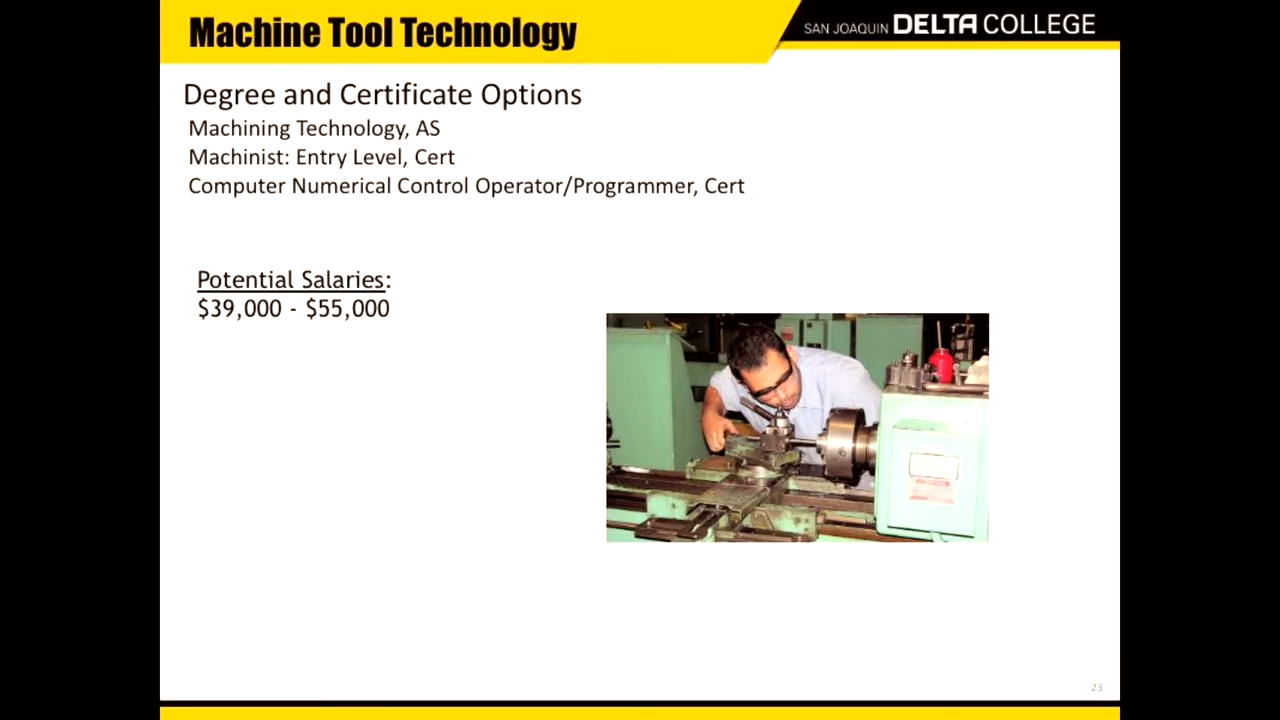 Machine Tool Technology
SAN JOAQUIN DELTA COLLEGE
Degree and Certificate Options
Machining Technology, AS
Machinist: Entry Level, Cert
Computer Numerical Control Operator/Programmer, Cert
Potential Salaries:
$39,000 - $55,000
23